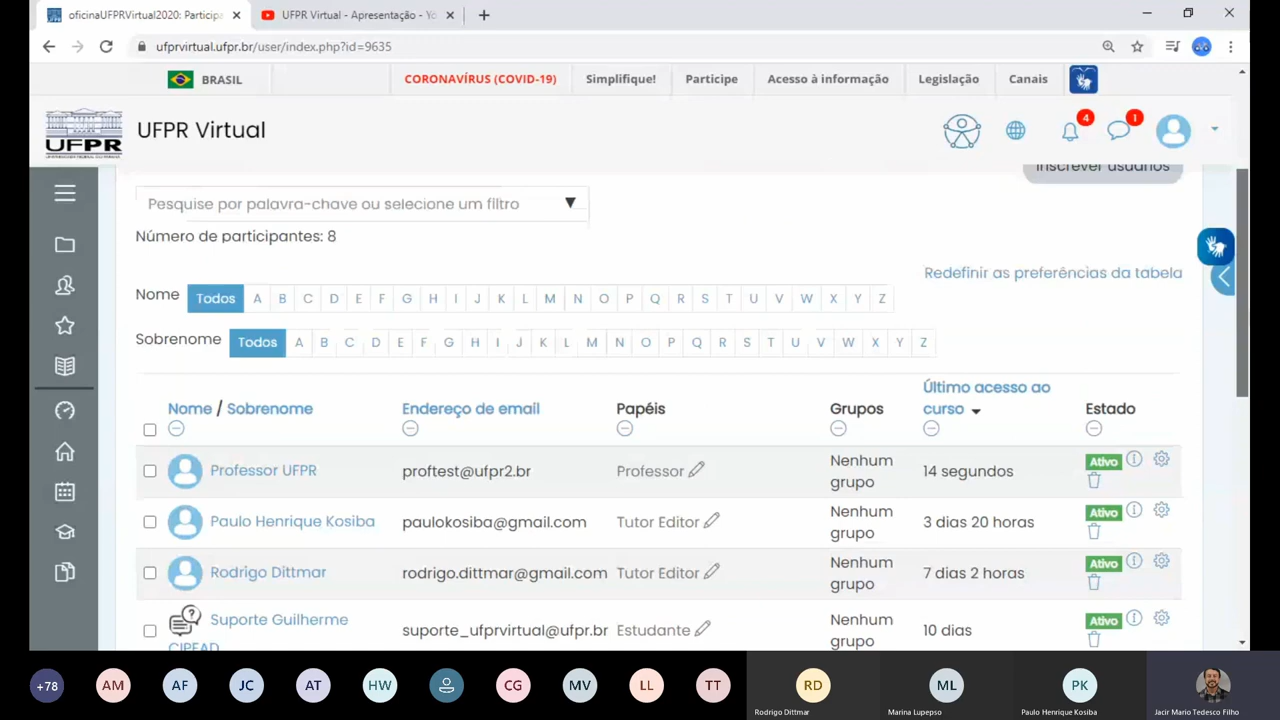 oficinaUFPRVirtual2020: Particip
UFPR Virtual - Apresentação - Yo
ufprvirtual.ufpr.br/user/index.php?id=9635
BRASIL
CORONAVÍRUS (COVID-19)
Simplifique!
Participe
Acesso à informação
Legislação
Canais
UFPR
UFPR Virtual
4
1
Inscrever usuários
Pesquise por palavra-chave ou selecione um filtro
Número de participantes: 8
Redefinir as preferências da tabela
Nome Todos A B C D E F G H I J K L M N O P Q R S T U V W X Y Z
Sobrenome Todos A B C D E F G H I J K L M N O P Q R S T U V W X Y Z
Nome / Sobrenome Endereço de email Papéis Grupos Último acesso ao curso Estado
Professor UFPR proftest@ufpr2.br Professor Nenhum grupo 14 segundos Ativo
Paulo Henrique Kosiba paulokosiba@gmail.com Tutor Editor Nenhum grupo 3 dias 20 horas Ativo
Rodrigo Dittmar rodrigo.dittmar@gmail.com Tutor Editor Nenhum grupo 7 dias 2 horas Ativo
Suporte Guilherme CIPEAD suporte_ufprvirtual@ufpr.br Estudante Nenhum grupo 10 dias Ativo
+78 AM AF JC AT HW CG MV LL TT RD ML PK
Rodrigo Dittmar
Marina Lupepso
Paulo Henrique Kosiba
Jacir Mario Tedesco Filho